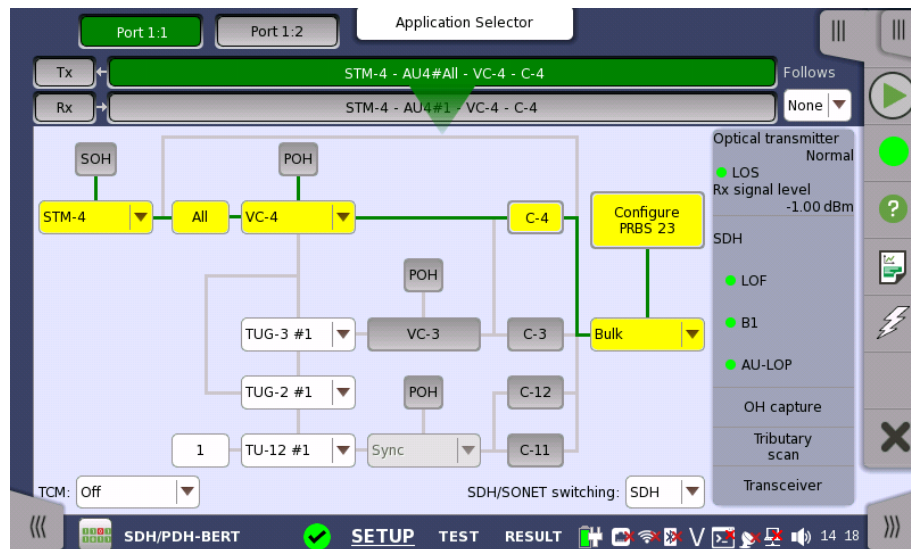 Port 1:1
Port 1:2
Application Selector
Tx
STM-4 - AU4#All - VC-4 - C-4
Follows
Rx
STM-4 - AU4#1 - VC-4 - C-4
None
SOH
POH
STM-4
All
VC-4
C-4
Configure
PRBS 23
POH
TUG-3 #1
VC-3
C-3
Bulk
TUG-2 #1
POH
C-12
1
TU-12 #1
Sync
C-11
TCM:
Off
SDH/SONET switching:
SDH
Optical transmitter
Normal
LOS
Rx signal level
-1.00 dBm
SDH
LOF
B1
AU-LOP
OH capture
Tributary
scan
Transceiver
SDH/PDH-BERT
SETUP
TEST
RESULT
V
14 18